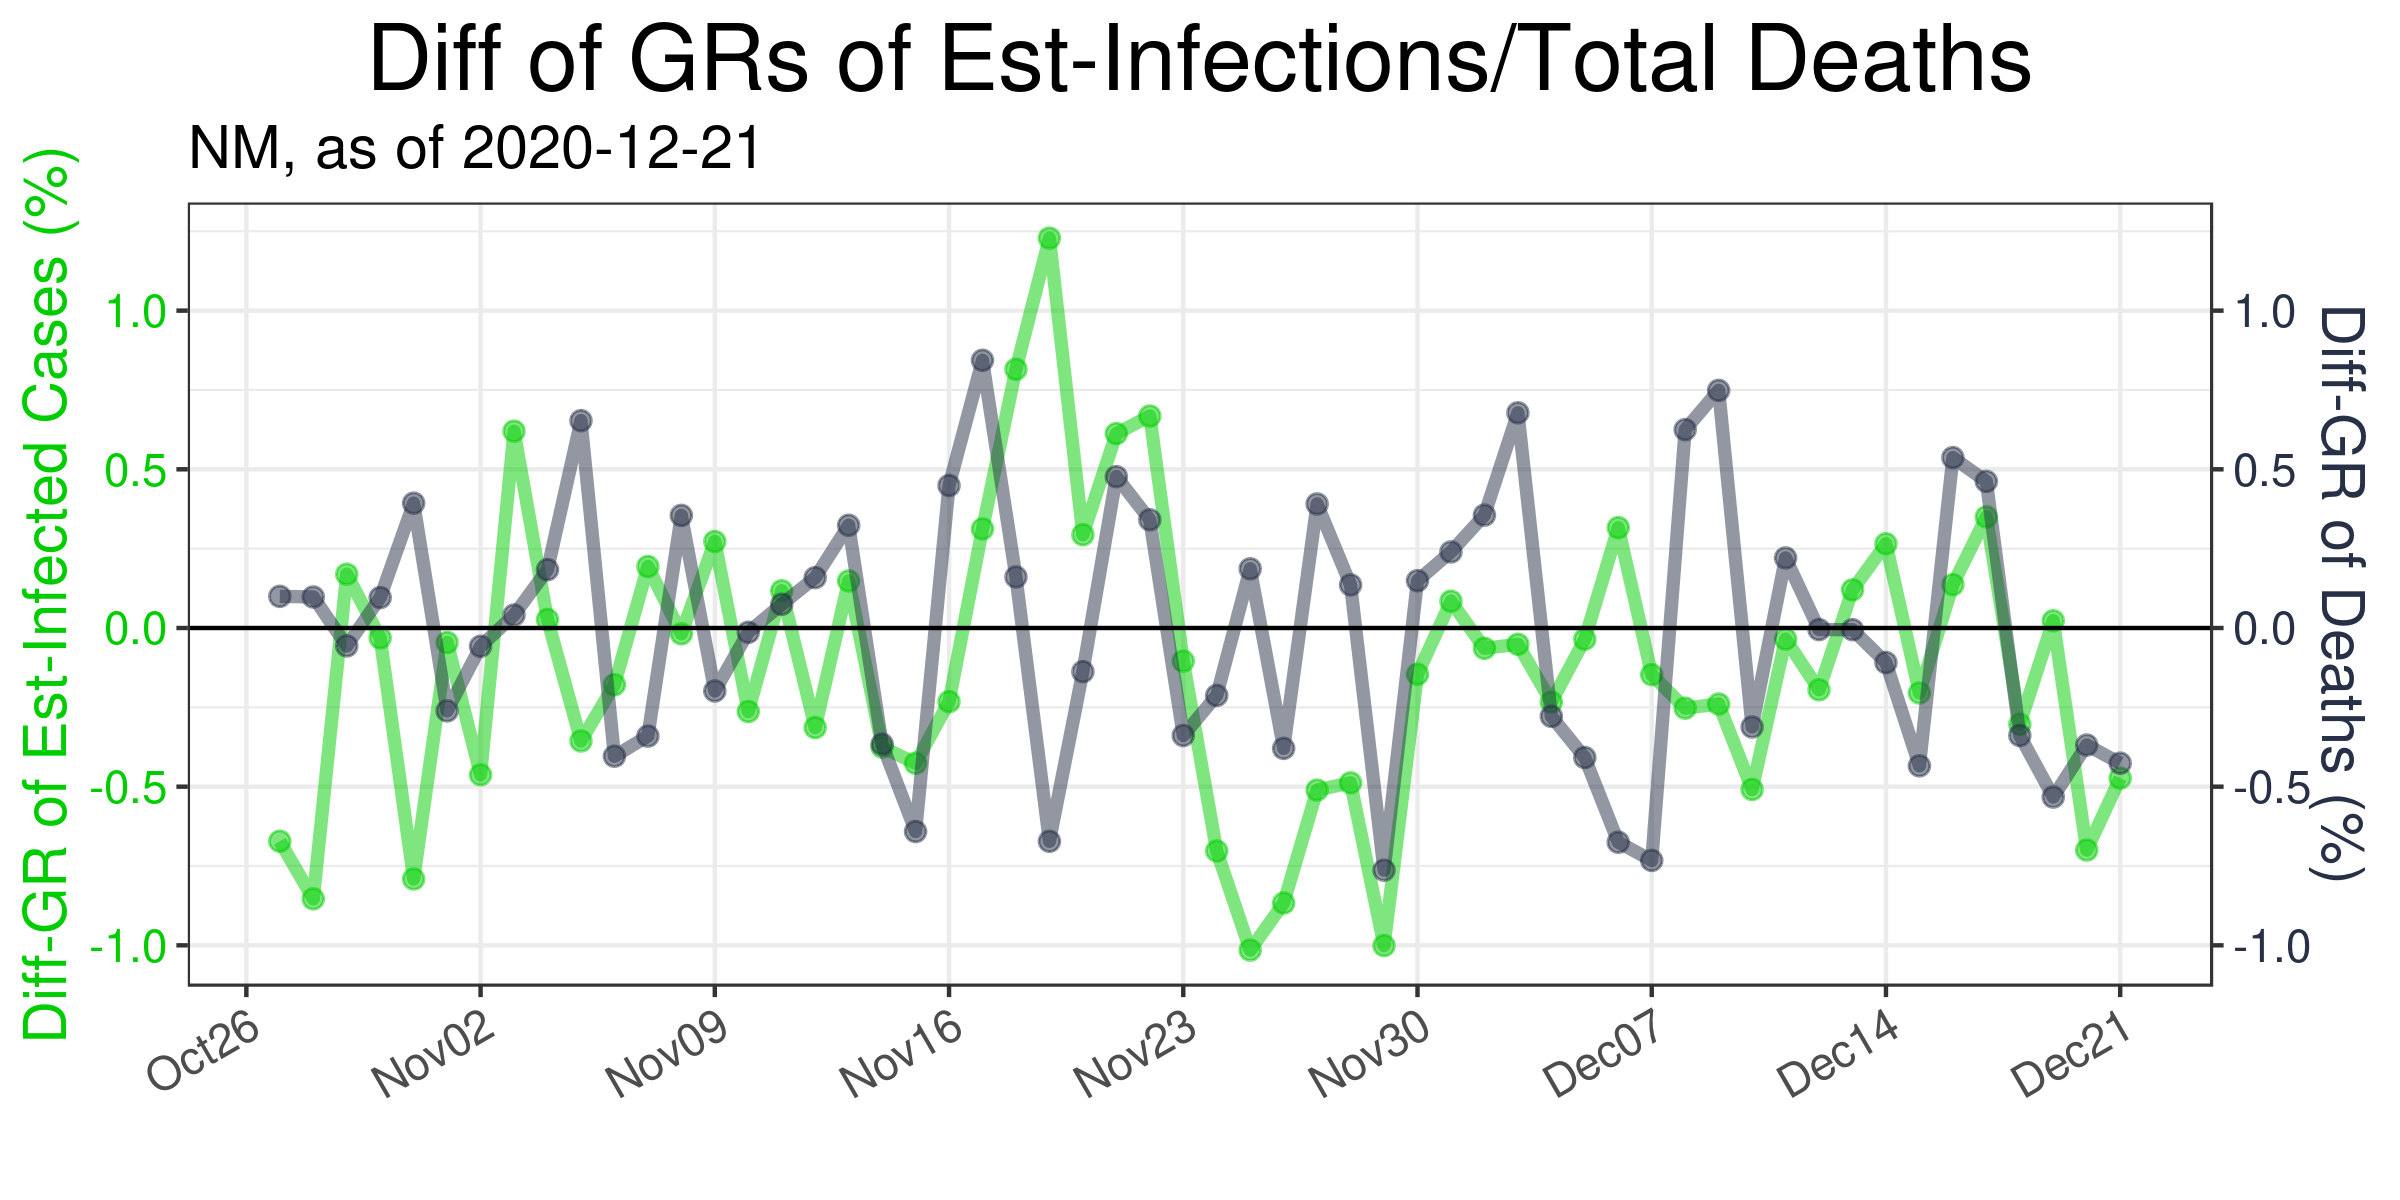 Diff of GRs of Est-Infections/Total Deaths
NM, as of 2020-12-21
Diff-GR of Est-Infected Cases (%)
1.0
0.5
0.0
-0.5
-1.0
1.0
0.5
0.0
-0.5
-1.0
Diff-GR of Deaths (%)
Oct26
Nov02
Nov09
Nov16
Nov23
Nov30
Dec07
Dec14
Dec21